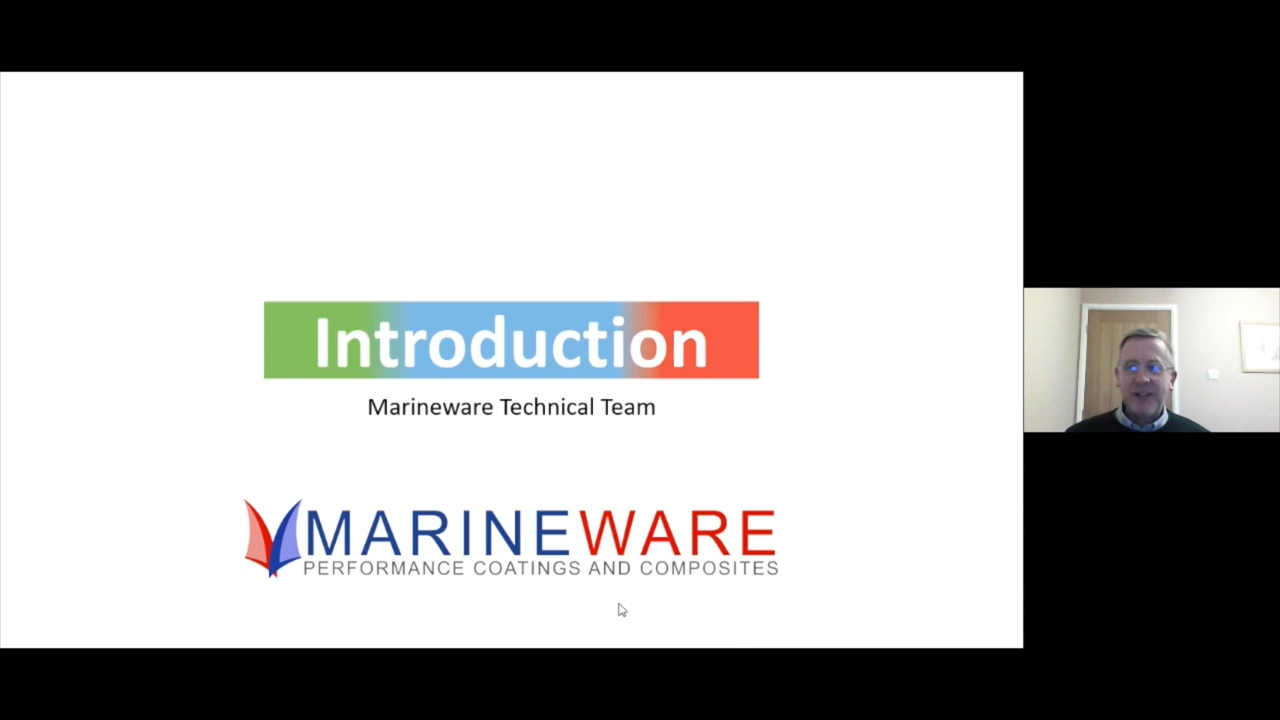 Introduction
Marineware Technical Team
MARINEWARE
PERFORMANCE COATINGS AND COMPOSITES